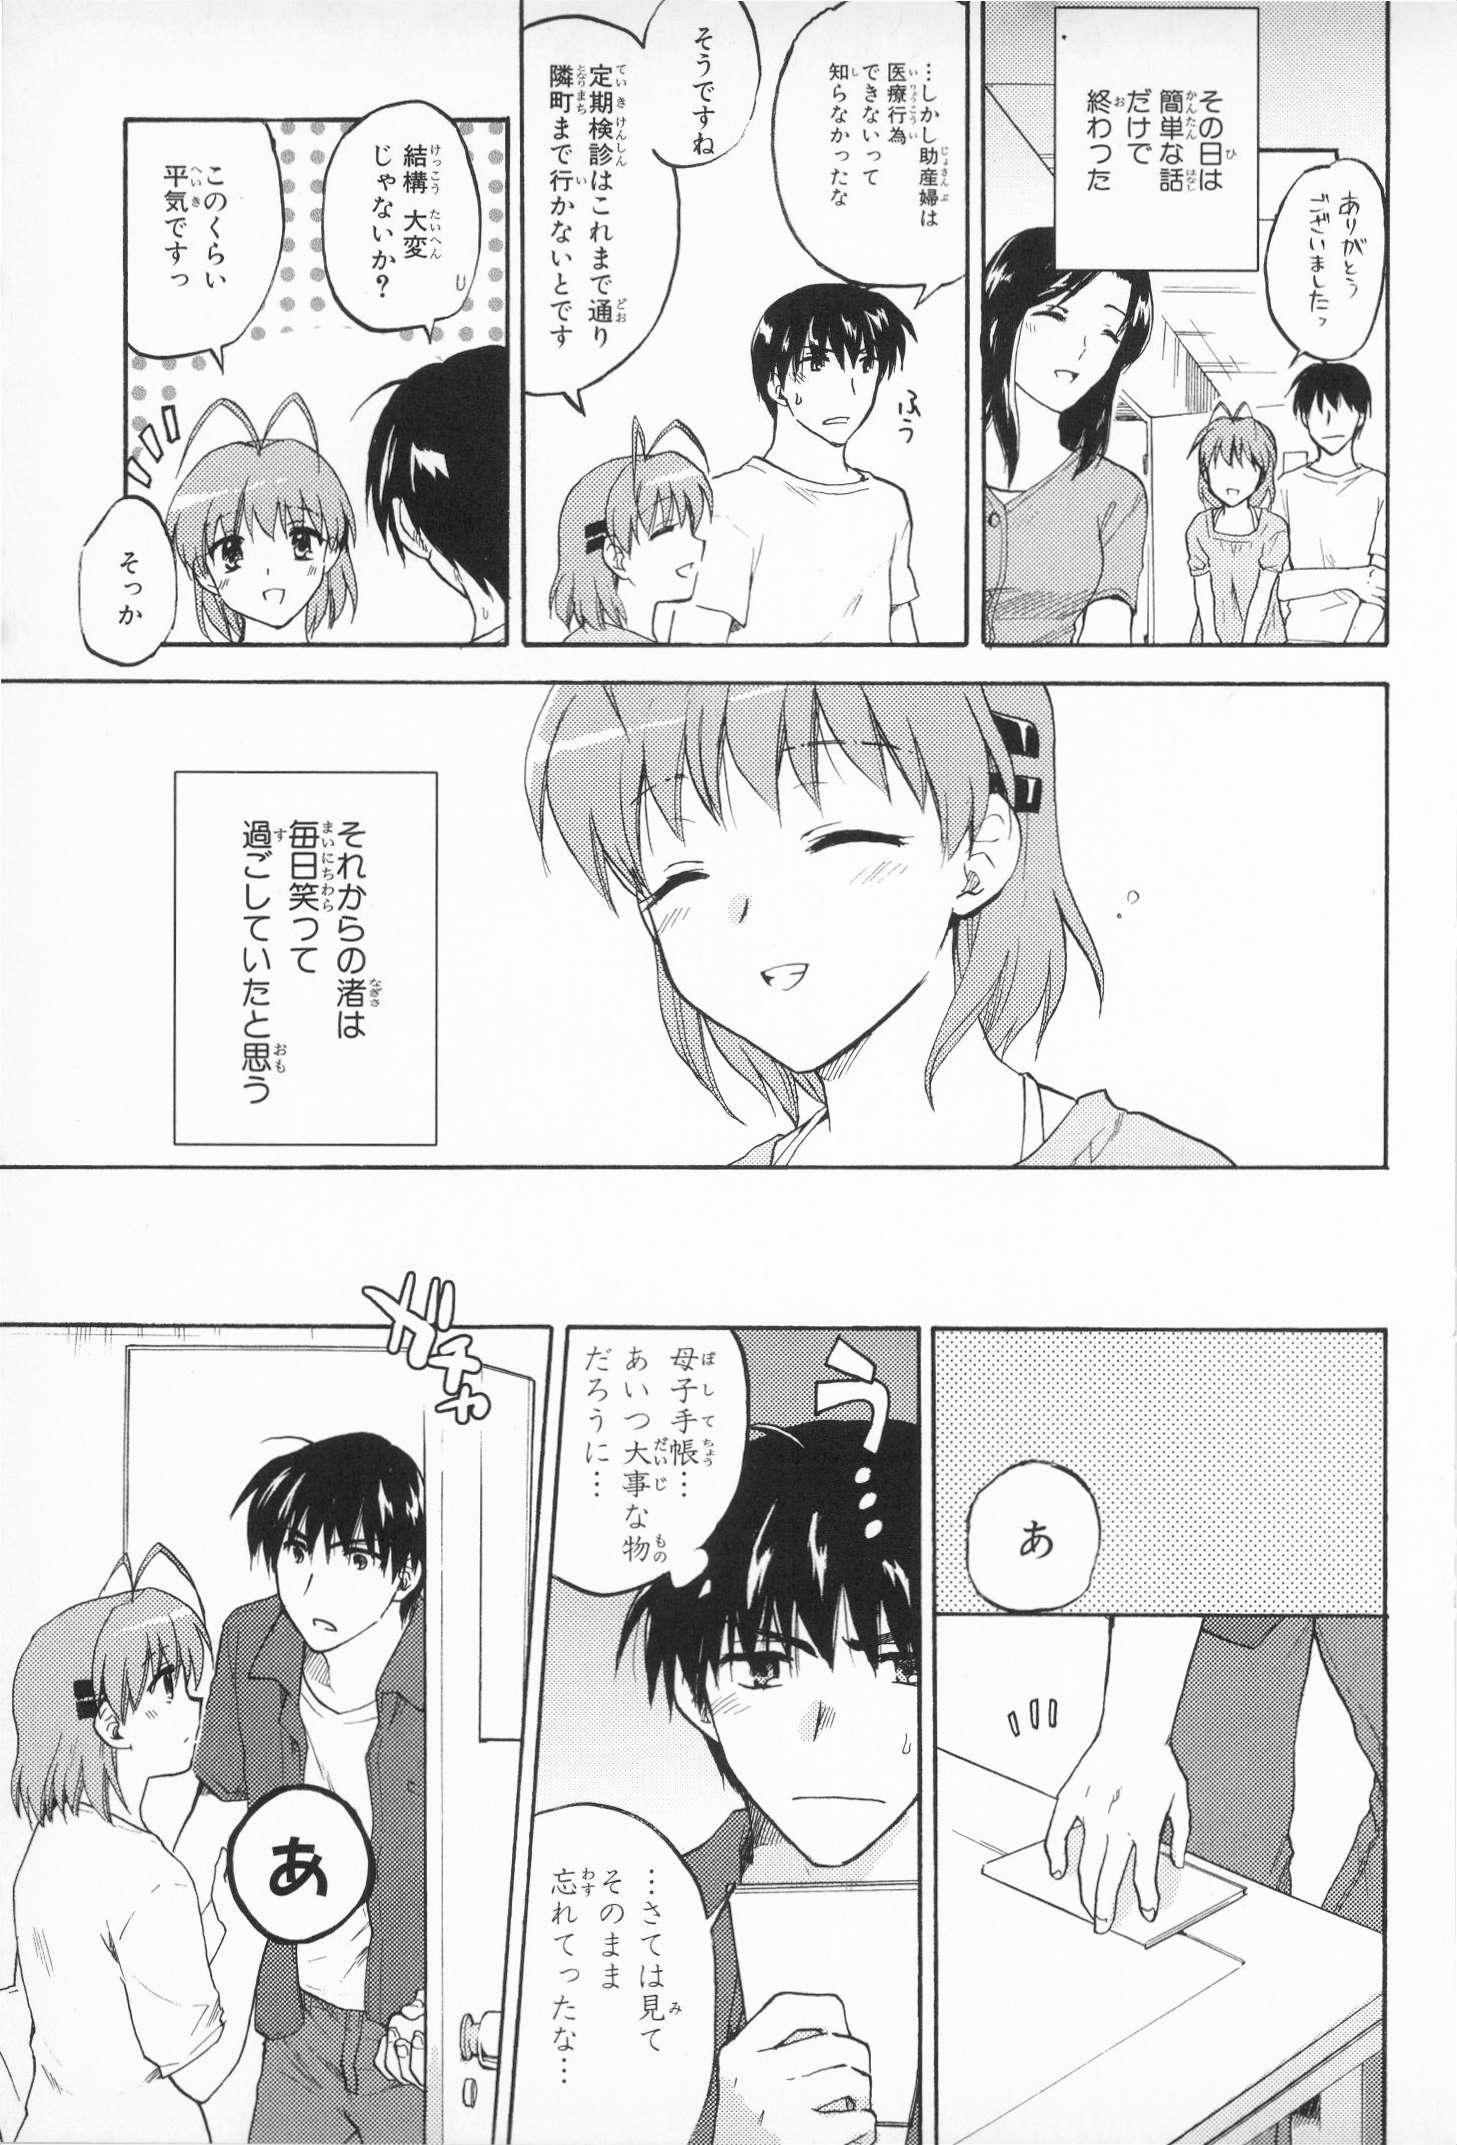 その日は
簡単な話
だけで
終わった
ありがとう
ございましたっ
…しかし助産婦は
医療行為
できないって
知らなかったな
ふぅ
そうですね
定期検診はこれまで通り
隣町まで行かないとです
結構大変
じゃないか?
このくらい
平気ですっ
そっか
それからの渚は
毎日笑って
過ごしていたと思う
あ
う…
母子手帳…
あいつ大事な物
だろうに…
…さては見て
そのまま
忘れてったな…
ガチャ
あ